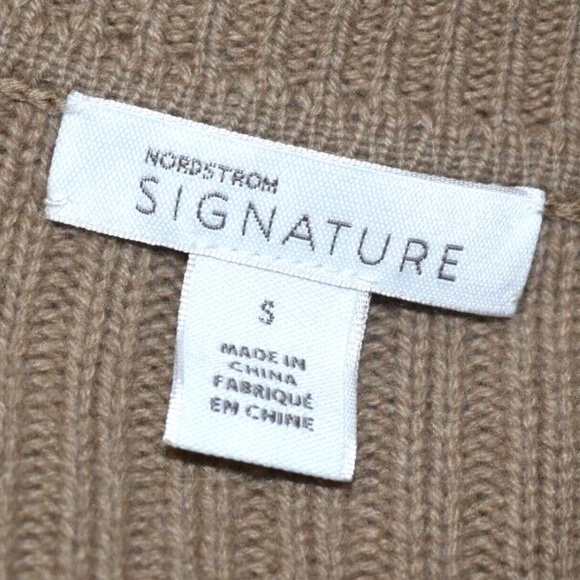 NORDSTROM
SIGNATURE
S
MADE IN
CHINA
FABRIQUÉ
EN CHINE